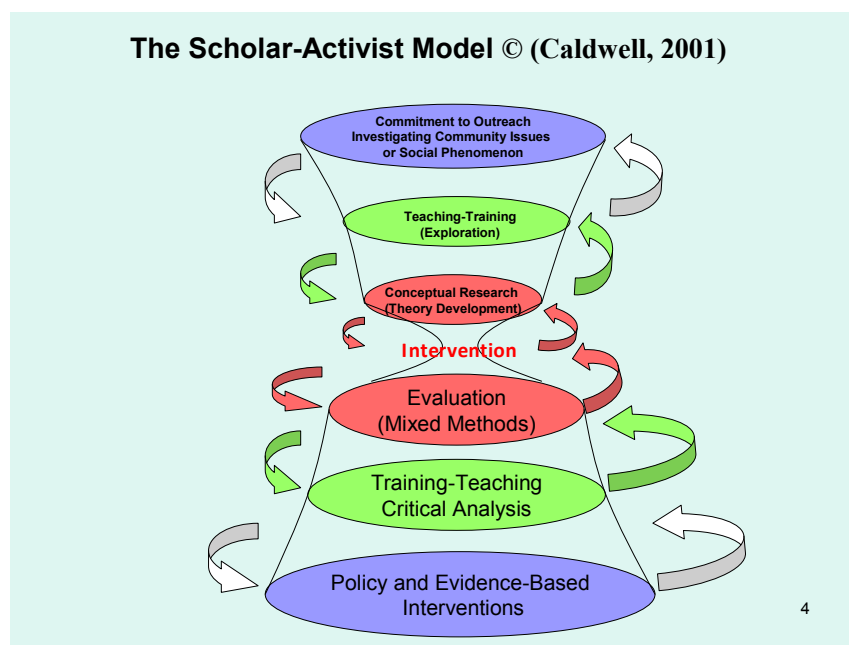 The Scholar-Activist Model © (Caldwell, 2001)
Commitment to Outreach
Investigating Community Issues
or Social Phenomenon
Teaching-Training
(Exploration)
Conceptual Research
(Theory Development)
Intervention
Evaluation
(Mixed Methods)
Training-Teaching
Critical Analysis
Policy and Evidence-Based
Interventions
4